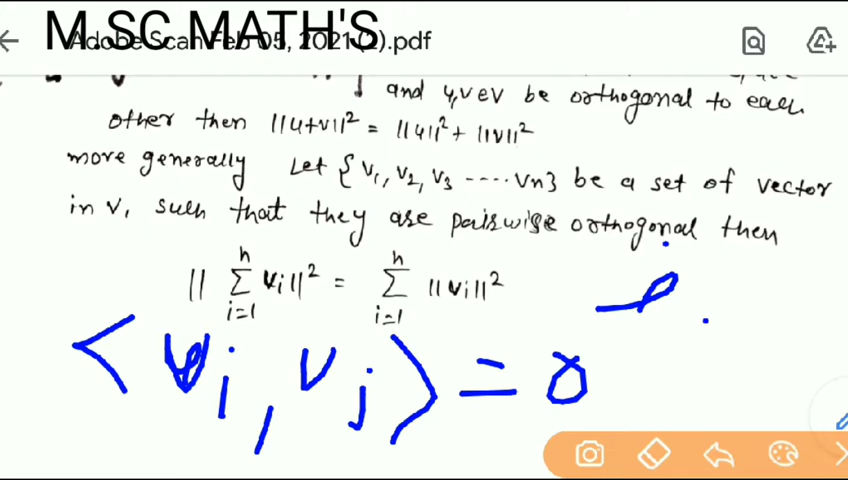 M.SC MATH'S
Adobe Scan Feb 05, 2021 (2).pdf
and u,v∈V be orthogonal to each
other then ||u+v||² = ||u||² + ||v||²
more generally Let {v₁, v₂, v₃ ---- vn} be a set of vector
in V, such that they are pairwise orthogonal then
|| n∑i=1 vi ||² = n∑i=1 ||vi||²
< vi, vj > = 0